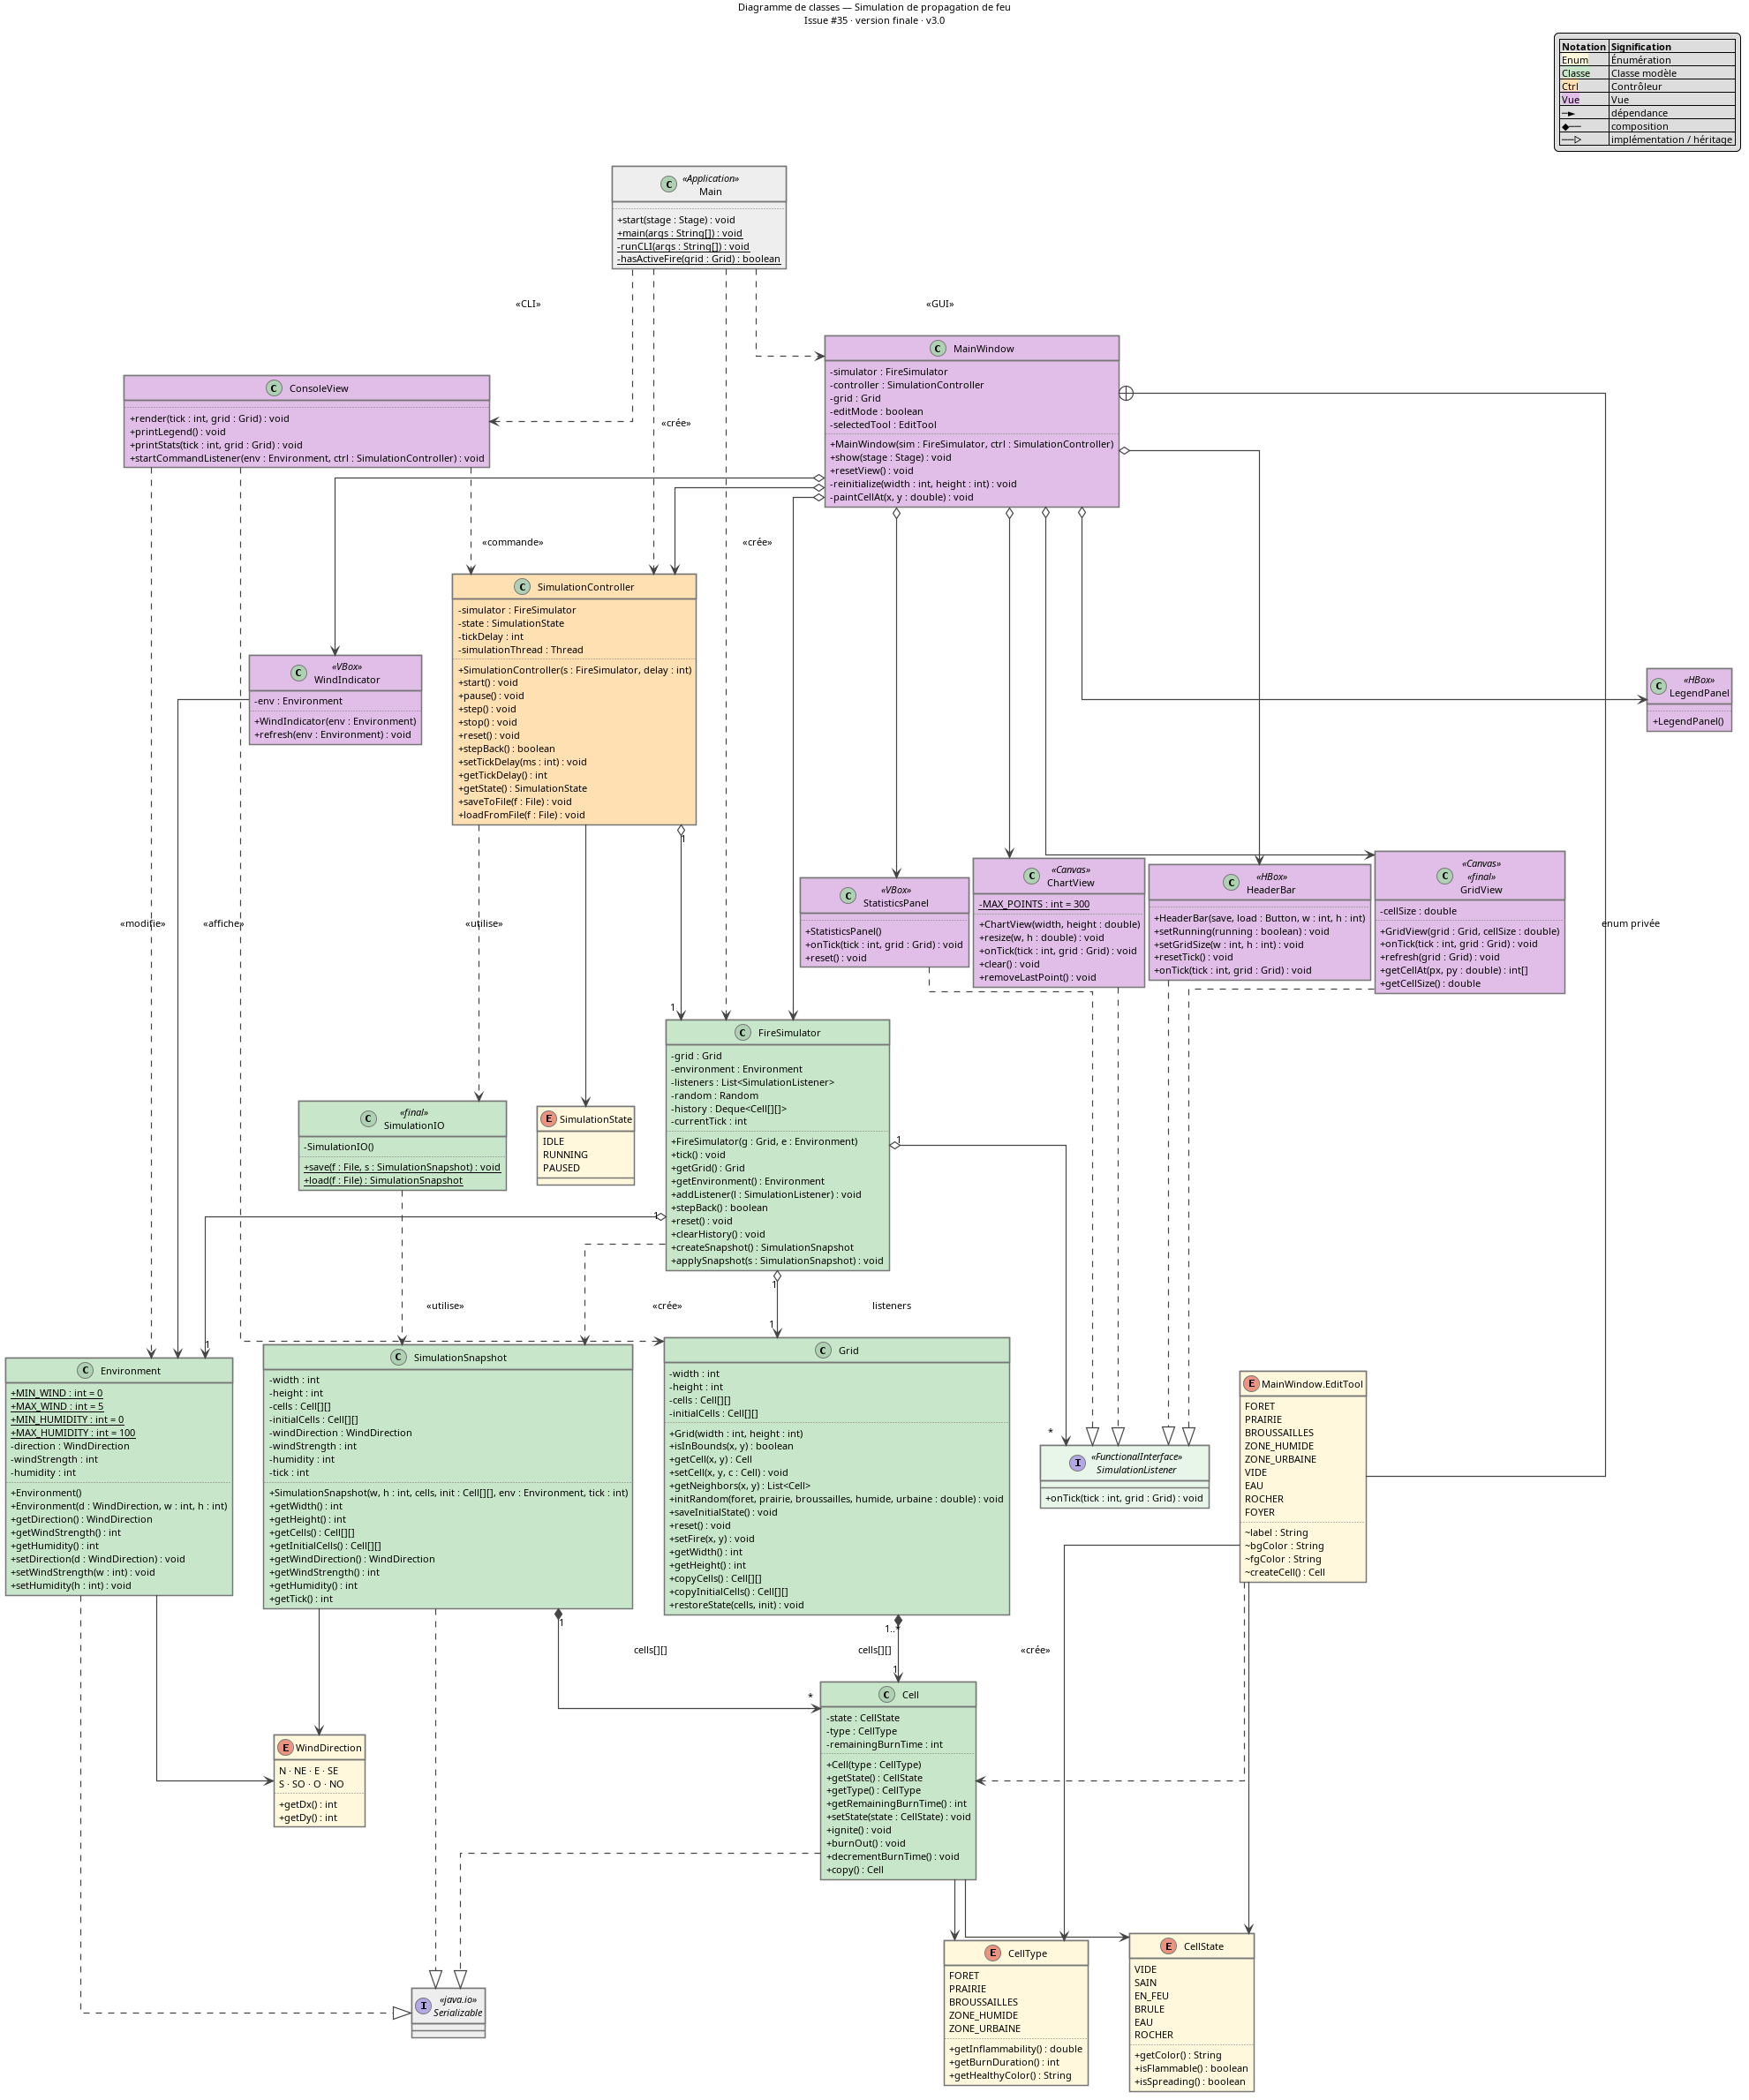 Diagramme de classes — Simulation de propagation de feu
Issue #35 · version finale · v3.0
Notation Signification
Enum Énumération
Classe Classe modèle
Ctrl Contrôleur
Vue Vue
─► dépendance
◆── composition
──▷ implémentation / héritage
C «Application»
Main
+start(stage : Stage) : void
+main(args : String[]) : void
-runCLI(args : String[]) : void
-hasActiveFire(grid : Grid) : boolean
«CLI»
«GUI»
C MainWindow
-simulator : FireSimulator
-controller : SimulationController
-grid : Grid
-editMode : boolean
-selectedTool : EditTool
+MainWindow(sim : FireSimulator, ctrl : SimulationController)
+show(stage : Stage) : void
+resetView() : void
-reinitialize(width : int, height : int) : void
-paintCellAt(x, y : double) : void
C ConsoleView
+render(tick : int, grid : Grid) : void
+printLegend() : void
+printStats(tick : int, grid : Grid) : void
+startCommandListener(env : Environment, ctrl : SimulationController) : void
«crée»
«commande»
«crée»
C SimulationController
-simulator : FireSimulator
-state : SimulationState
-tickDelay : int
-simulationThread : Thread
+SimulationController(s : FireSimulator, delay : int)
+start() : void
+pause() : void
+step() : void
+stop() : void
+reset() : void
+stepBack() : boolean
+setTickDelay(ms : int) : void
+getTickDelay() : int
+getState() : SimulationState
+saveToFile(f : File) : void
+loadFromFile(f : File) : void
1
C «VBox»
WindIndicator
-env : Environment
+WindIndicator(env : Environment)
+refresh(env : Environment) : void
C «HBox»
LegendPanel
+LegendPanel()
C «VBox»
StatisticsPanel
+StatisticsPanel()
+onTick(tick : int, grid : Grid) : void
+reset() : void
C «Canvas»
ChartView
-MAX_POINTS : int = 300
+ChartView(width, height : double)
+resize(w, h : double) : void
+onTick(tick : int, grid : Grid) : void
+clear() : void
+removeLastPoint() : void
C «HBox»
HeaderBar
+HeaderBar(save, load : Button, w : int, h : int)
+setRunning(running : boolean) : void
+setGridSize(w : int, h : int) : void
+resetTick() : void
+onTick(tick : int, grid : Grid) : void
C «Canvas»
«final»
GridView
-cellSize : double
+GridView(grid : Grid, cellSize : double)
+onTick(tick : int, grid : Grid) : void
+refresh(grid : Grid) : void
+getCellAt(px, py : double) : int[]
+getCellSize() : double
«modifie»
«affiche»
«utilise»
enum privée
1
C FireSimulator
-grid : Grid
-environment : Environment
-listeners : List<SimulationListener>
-random : Random
-history : Deque<Cell[][]>
-currentTick : int
+FireSimulator(g : Grid, e : Environment)
+tick() : void
+getGrid() : Grid
+getEnvironment() : Environment
+addListener(l : SimulationListener) : void
+stepBack() : boolean
+reset() : void
+clearHistory() : void
+createSnapshot() : SimulationSnapshot
+applySnapshot(s : SimulationSnapshot) : void
1
1
1
C «final»
SimulationIO
-SimulationIO()
+save(f : File, s : SimulationSnapshot) : void
+load(f : File) : SimulationSnapshot
E SimulationState
IDLE
RUNNING
PAUSED
«utilise»
«crée»
listeners
1
1
*
C Environment
+MIN_WIND : int = 0
+MAX_WIND : int = 5
+MIN_HUMIDITY : int = 0
+MAX_HUMIDITY : int = 100
-direction : WindDirection
-windStrength : int
-humidity : int
+Environment()
+Environment(d : WindDirection, w : int, h : int)
+getDirection() : WindDirection
+getWindStrength() : int
+getHumidity() : int
+setDirection(d : WindDirection) : void
+setWindStrength(w : int) : void
+setHumidity(h : int) : void
C SimulationSnapshot
-width : int
-height : int
-cells : Cell[][]
-initialCells : Cell[][]
-windDirection : WindDirection
-windStrength : int
-humidity : int
-tick : int
+SimulationSnapshot(w, h : int, cells, init : Cell[][], env : Environment, tick : int)
+getWidth() : int
+getHeight() : int
+getCells() : Cell[][]
+getInitialCells() : Cell[][]
+getWindDirection() : WindDirection
+getWindStrength() : int
+getHumidity() : int
+getTick() : int
C Grid
-width : int
-height : int
-cells : Cell[][]
-initialCells : Cell[][]
+Grid(width : int, height : int)
+isInBounds(x, y) : boolean
+getCell(x, y) : Cell
+setCell(x, y, c : Cell) : void
+getNeighbors(x, y) : List<Cell>
+initRandom(foret, prairie, broussailles, humide, urbaine : double) : void
+saveInitialState() : void
+reset() : void
+setFire(x, y) : void
+getWidth() : int
+getHeight() : int
+copyCells() : Cell[][]
+copyInitialCells() : Cell[][]
+restoreState(cells, init) : void
I «FunctionalInterface»
SimulationListener
+onTick(tick : int, grid : Grid) : void
E MainWindow.EditTool
FORET
PRAIRIE
BROUSSAILLES
ZONE_HUMIDE
ZONE_URBAINE
VIDE
EAU
ROCHER
FOYER
~label : String
~bgColor : String
~fgColor : String
~createCell() : Cell
1
1..*
cells[][]
cells[][]
«crée»
*
1
C Cell
-state : CellState
-type : CellType
-remainingBurnTime : int
+Cell(type : CellType)
+getState() : CellState
+getType() : CellType
+getRemainingBurnTime() : int
+setState(state : CellState) : void
+ignite() : void
+burnOut() : void
+decrementBurnTime() : void
+copy() : Cell
E WindDirection
N · NE · E · SE
S · SO · O · NO
+getDx() : int
+getDy() : int
I «java.io»
Serializable
E CellType
FORET
PRAIRIE
BROUSSAILLES
ZONE_HUMIDE
ZONE_URBAINE
+getInflammability() : double
+getBurnDuration() : int
+getHealthyColor() : String
E CellState
VIDE
SAIN
EN_FEU
BRULE
EAU
ROCHER
+getColor() : String
+isFlammable() : boolean
+isSpreading() : boolean